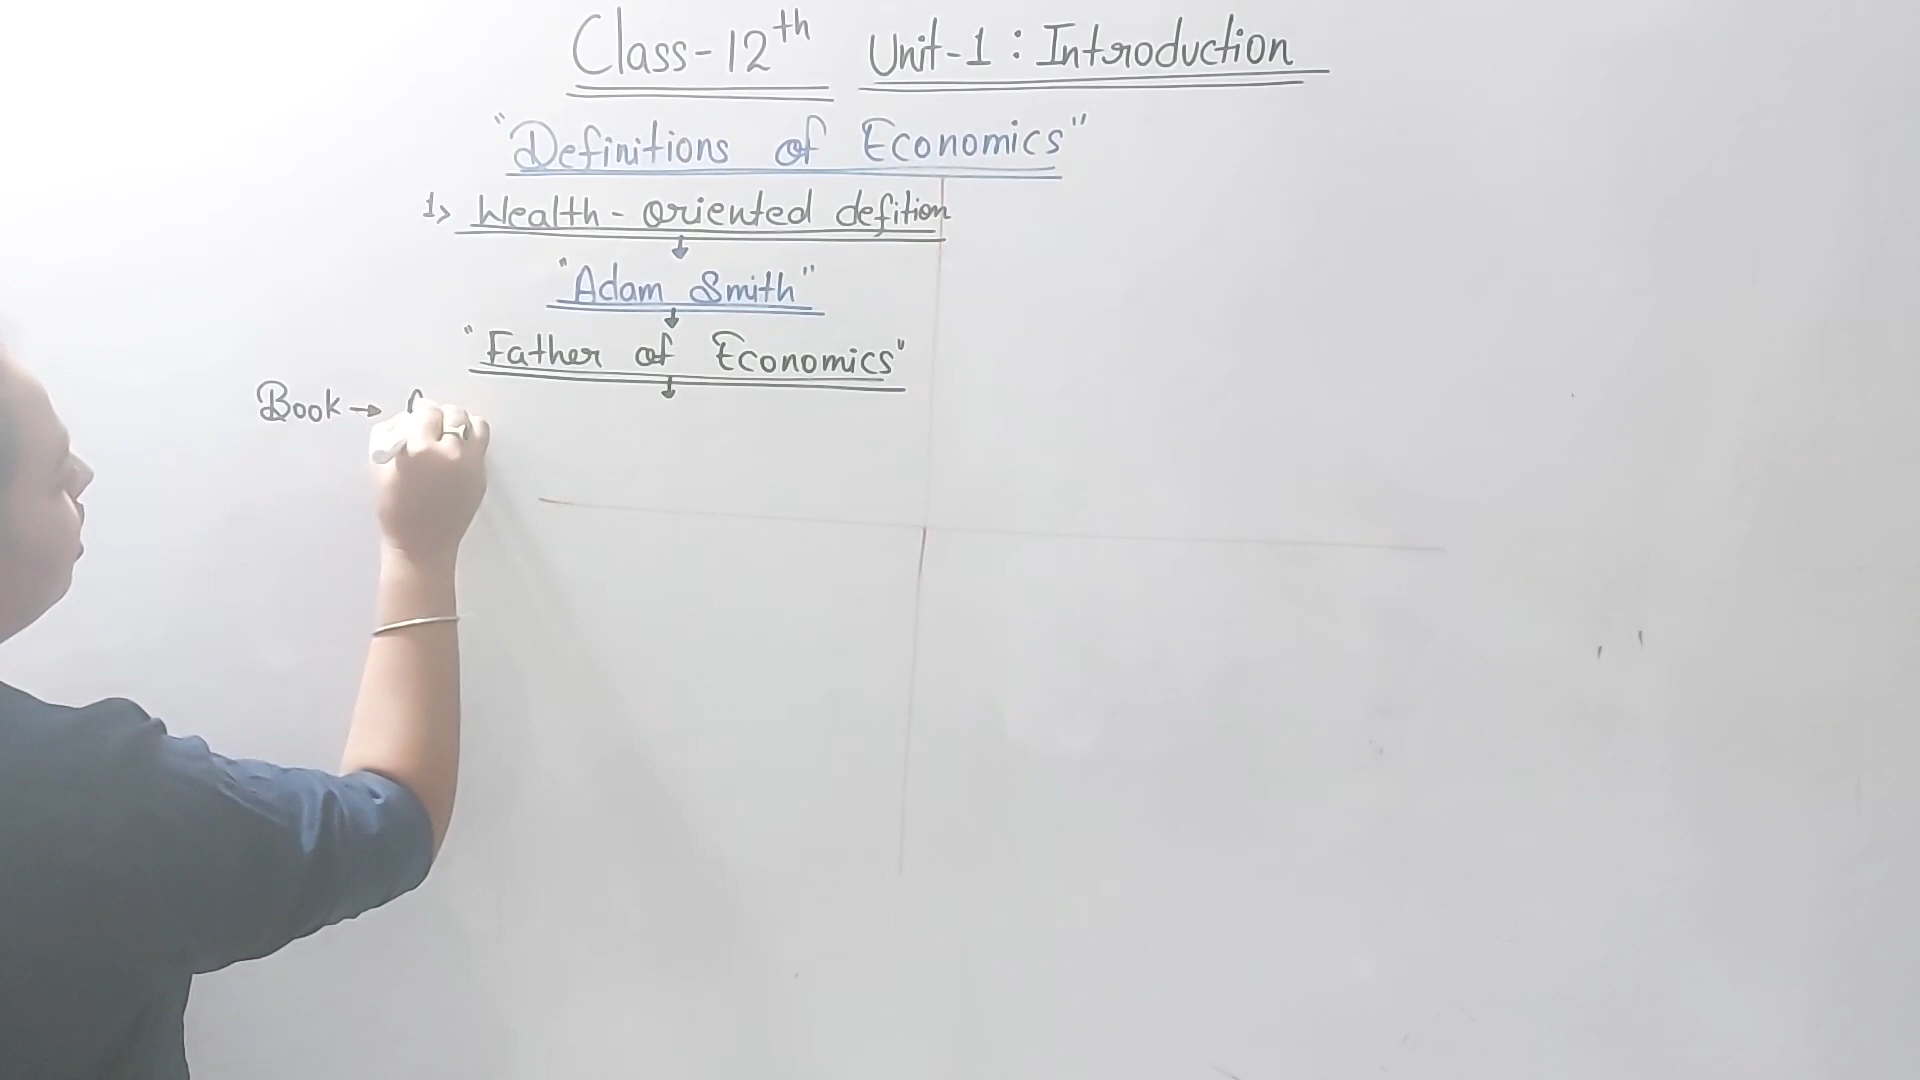 Class-12th Unit-1 : Introduction
"Definitions of Economics"
1> Wealth - oriented defition
↓
"Adam Smith"
↓
"Father of Economics"
↓
Book →